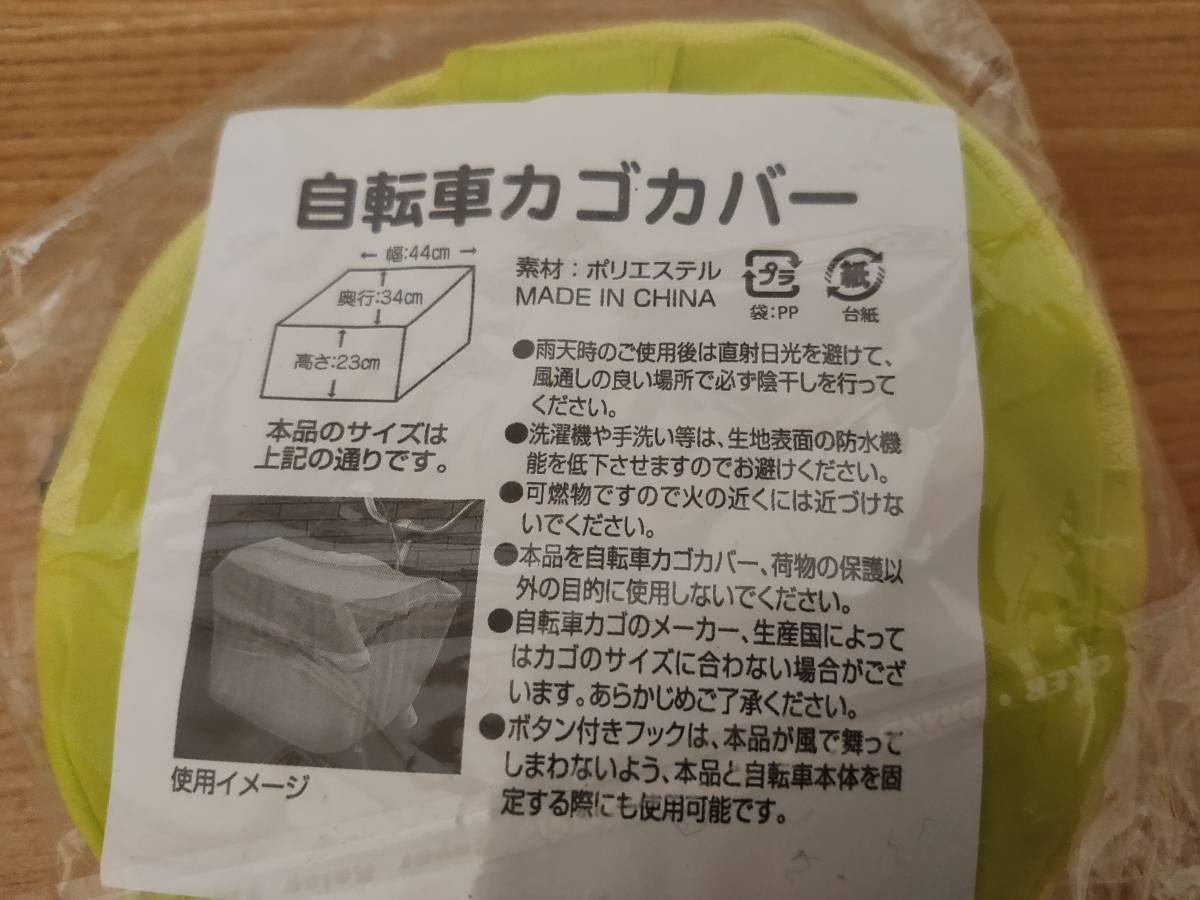 自転車カゴカバー
← 幅:44cm →
奥行:34cm
高さ:23cm
本品のサイズは
上記の通りです。
使用イメージ
素材：ポリエステル
MADE IN CHINA
プラ
袋:PP
紙
台紙
●雨天時のご使用後は直射日光を避けて、
風通しの良い場所で必ず陰干しを行って
ください。
●洗濯機や手洗い等は、生地表面の防水機
能を低下させますのでお避けください。
●可燃物ですので火の近くには近づけな
いでください。
●本品を自転車カゴカバー、荷物の保護以
外の目的に使用しないでください。
●自転車カゴのメーカー、生産国によって
はカゴのサイズに合わない場合がござ
います。あらかじめご了承ください。
●ボタン付きフックは、本品が風で舞って
しまわないよう、本品と自転車本体を固
定する際にも使用可能です。